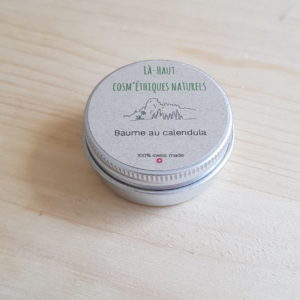 LÀ-HAUT
COSM'ÉTHIQUES NATURELS
Baume au calendula
100% swiss made